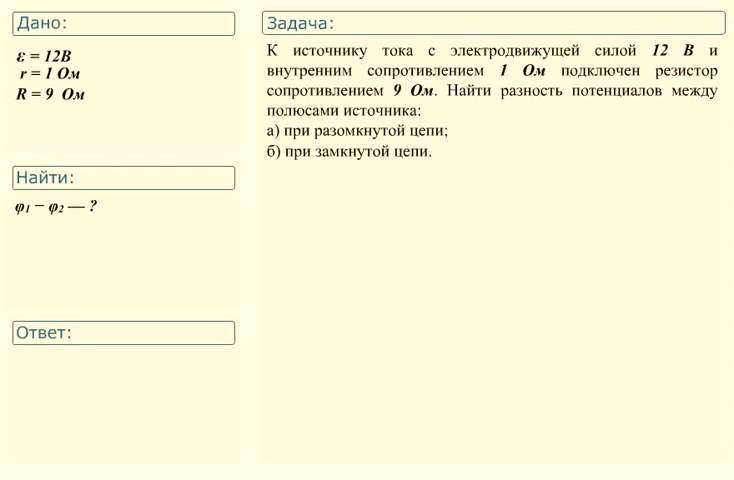 Дано:
ε = 12В
r = 1 Ом
R = 9 Ом
Найти:
φ₁ − φ₂ — ?
Ответ:
Задача:
К источнику тока с электродвижущей силой 12 В и
внутренним сопротивлением 1 Ом подключен резистор
сопротивлением 9 Ом. Найти разность потенциалов между
полюсами источника:
а) при разомкнутой цепи;
б) при замкнутой цепи.